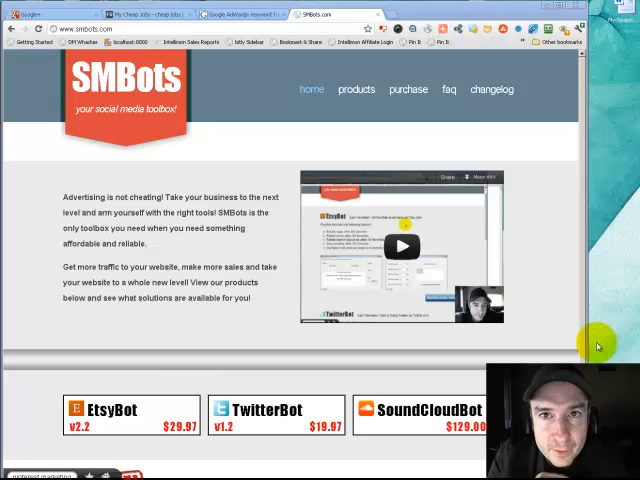 Google+
My Cheap Jobs - cheap jobs
Google AdWords: Keyword To
SMBots.com
www.smbots.com
Getting Started
DM Whacker
localhost:8080
Intellimon Sales Reports
bitly Sidebar
Bookmark & Share
Intellimon Affiliate Login
Pin It
Pin It
Other bookmarks
SMBots
your social media toolbox!
home
products
purchase
faq
changelog
Advertising is not cheating! Take your business to the next
level and arm yourself with the right tools! SMBots is the
only toolbox you need when you need something
affordable and reliable.
Get more traffic to your website, make more sales and take
your website to a whole new level! View our products
below and see what solutions are available for you!
Share
More info
EtsyBot
TwitterBot
EtsyBot
v2.2 $29.97
TwitterBot
v1.2 $19.97
SoundCloudBot
$129.00
pinterest marketing